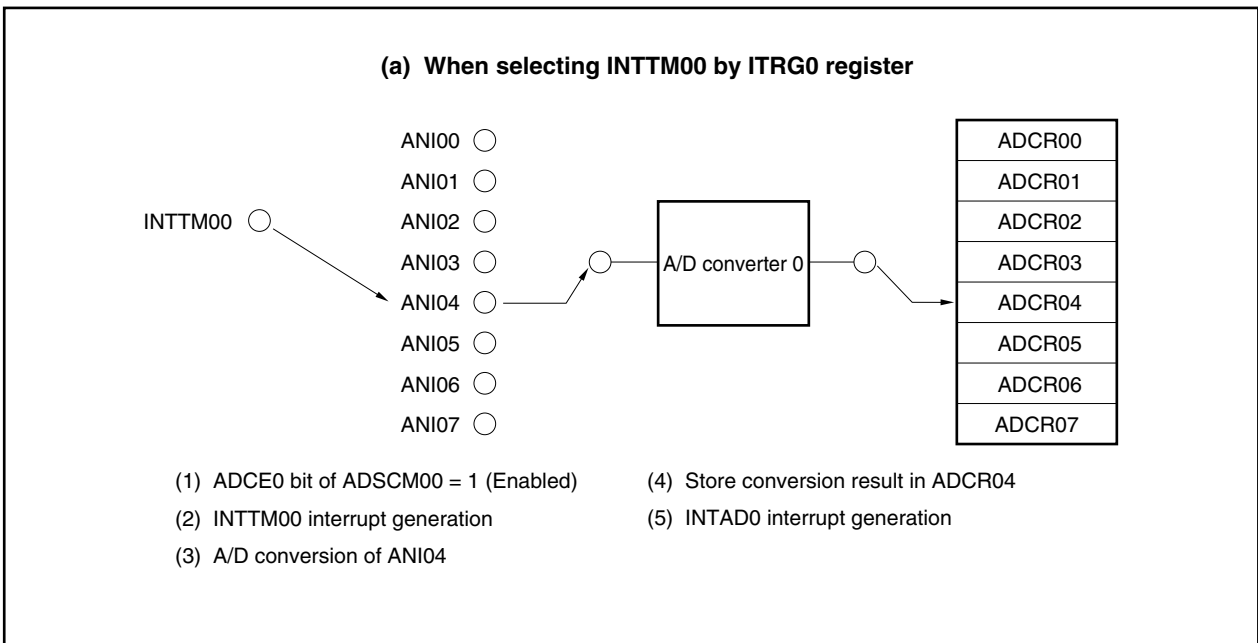 (a) When selecting INTTM00 by ITRG0 register
ANI00
ANI01
ANI02
ANI03
ANI04
ANI05
ANI06
ANI07
INTTM00
A/D converter 0
ADCR00
ADCR01
ADCR02
ADCR03
ADCR04
ADCR05
ADCR06
ADCR07
(1) ADCE0 bit of ADSCM00 = 1 (Enabled)
(2) INTTM00 interrupt generation
(3) A/D conversion of ANI04
(4) Store conversion result in ADCR04
(5) INTAD0 interrupt generation